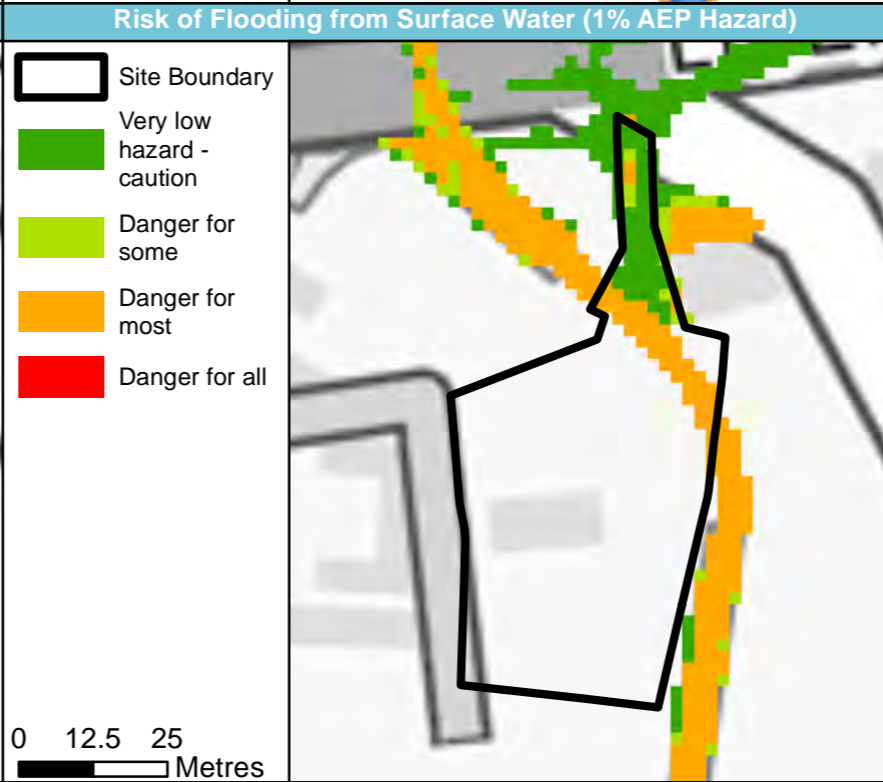 Risk of Flooding from Surface Water (1% AEP Hazard)
Site Boundary
Very low
hazard -
caution
Danger for
some
Danger for
most
Danger for all
0 12.5 25
Metres